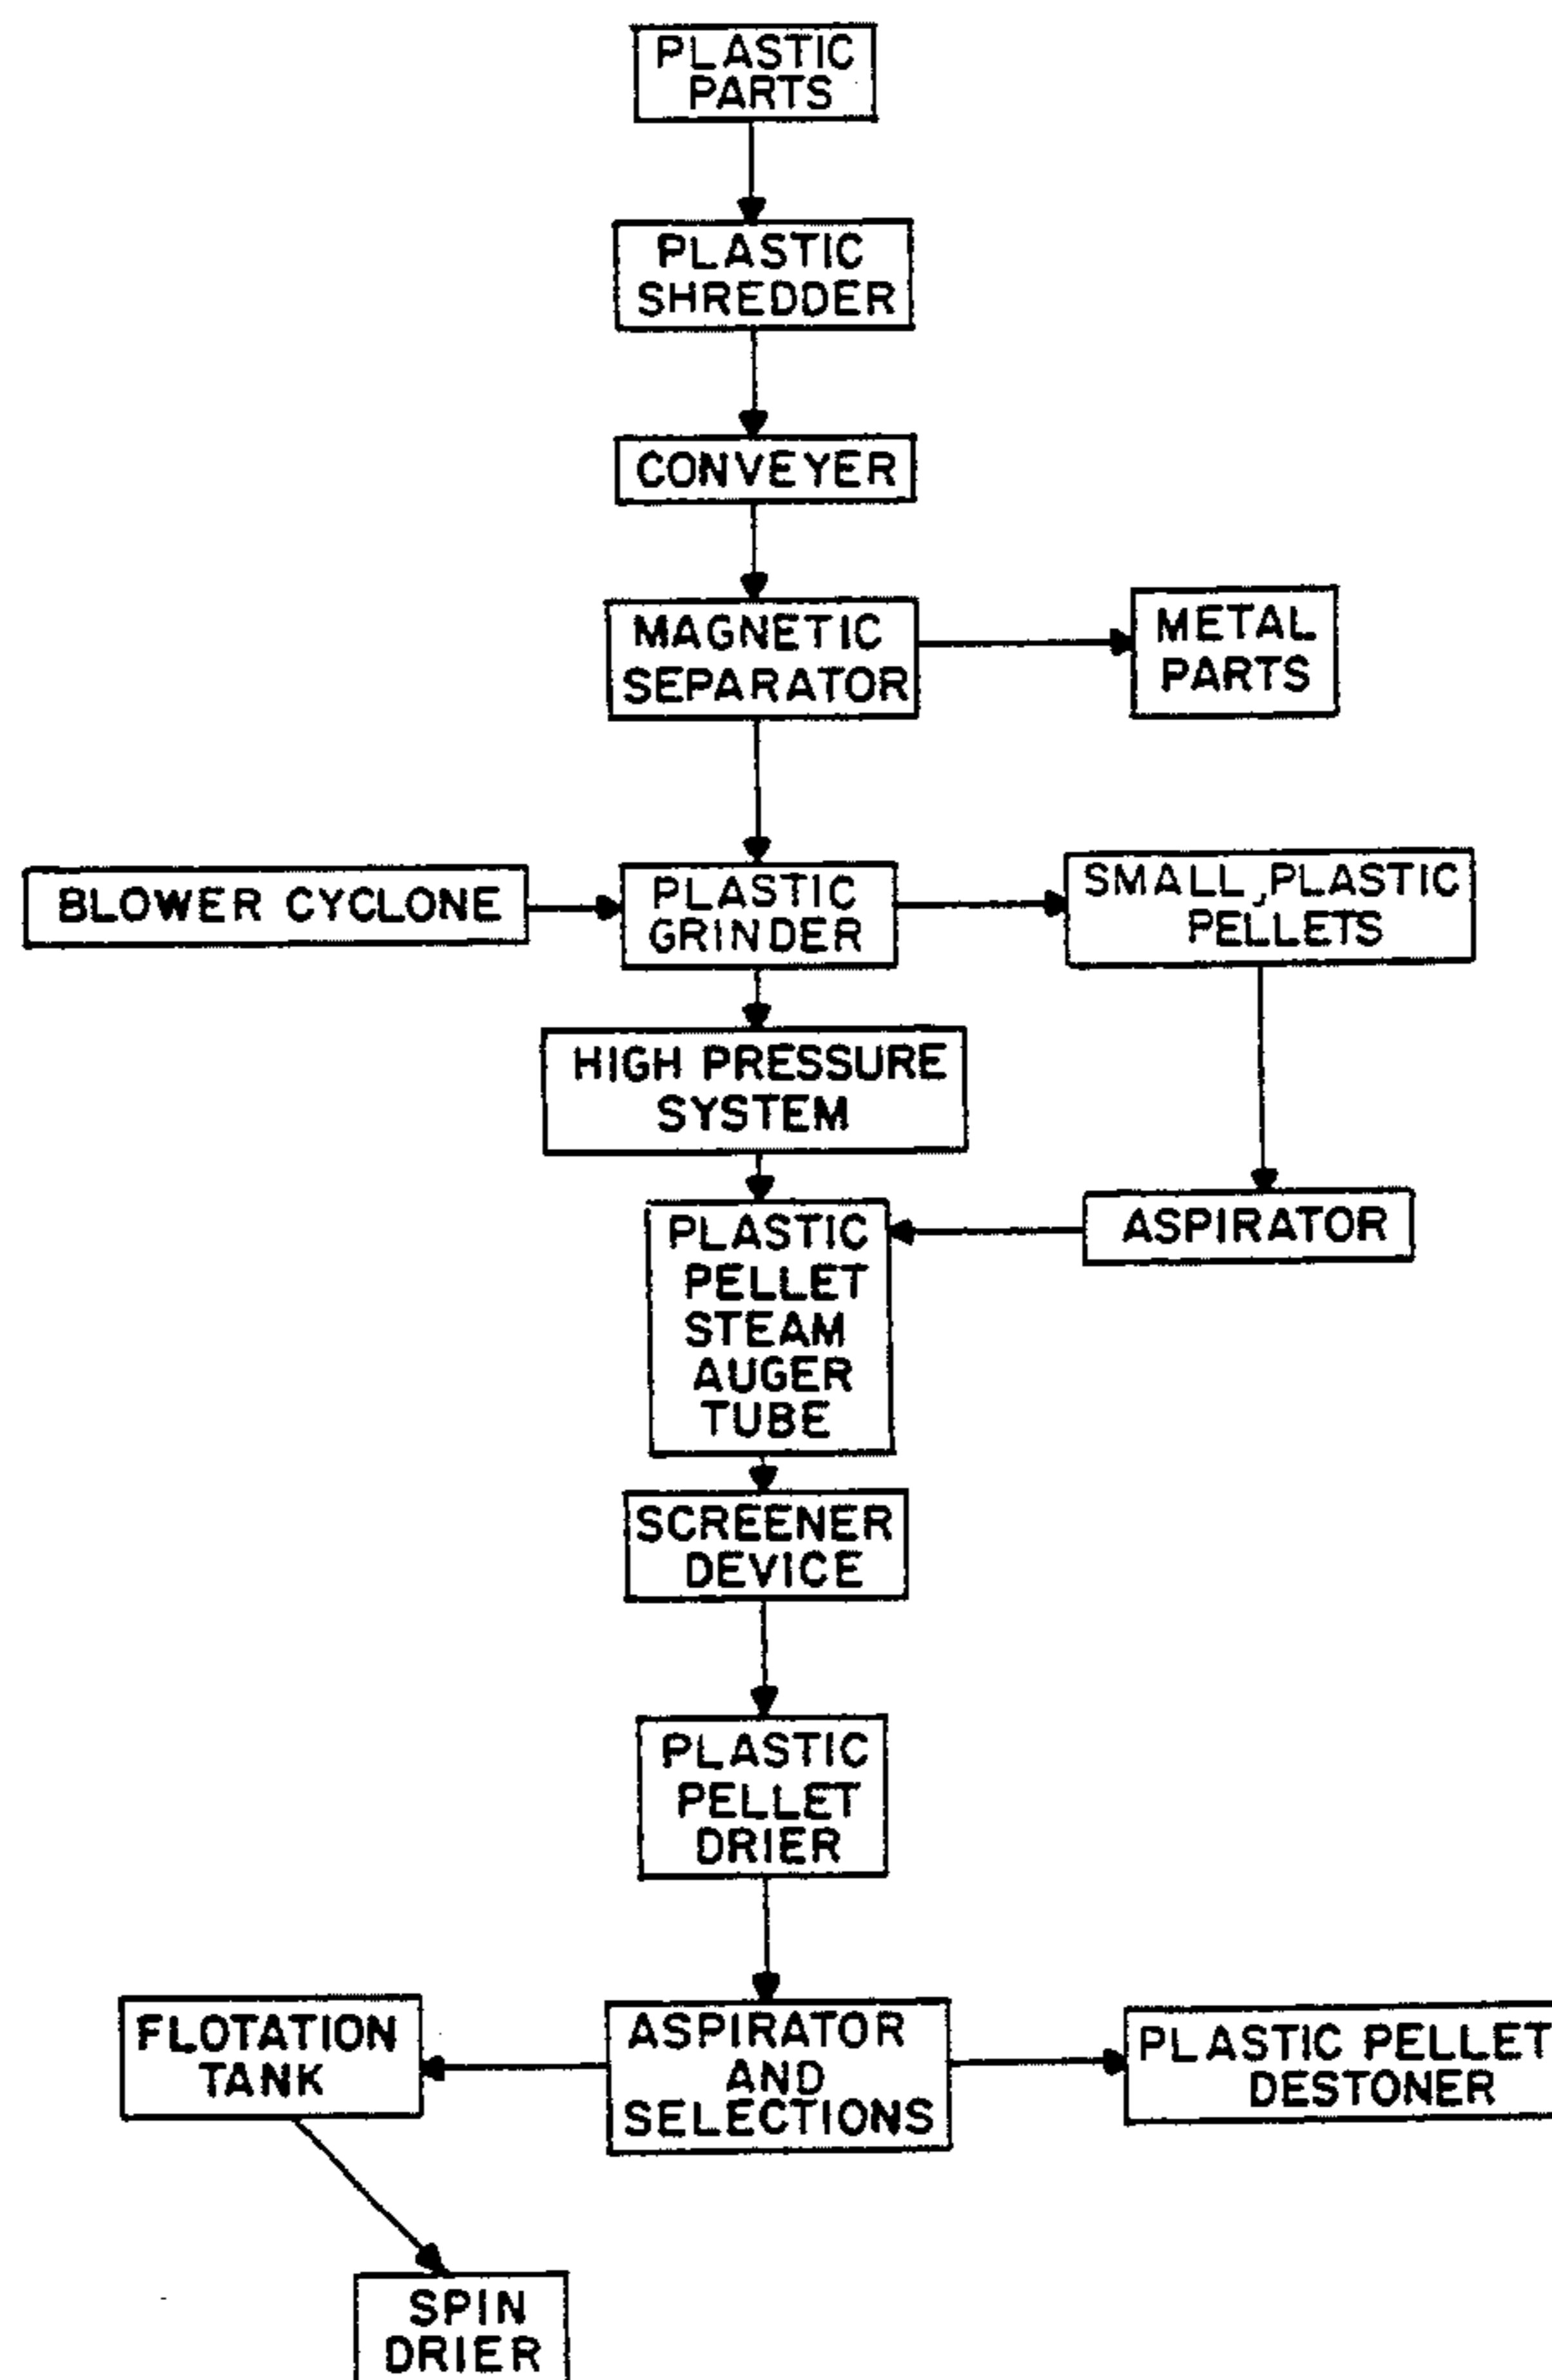 PLASTIC
PARTS
PLASTIC
SHREDDER
CONVEYER
MAGNETIC
SEPARATOR
METAL
PARTS
BLOWER CYCLONE
PLASTIC
GRINDER
SMALL PLASTIC
PELLETS
HIGH PRESSURE
SYSTEM
PLASTIC
PELLET
STEAM
AUGER
TUBE
ASPIRATOR
SCREENER
DEVICE
PLASTIC
PELLET
DRIER
FLOTATION
TANK
ASPIRATOR
AND
SELECTIONS
PLASTIC PELLET
DESTONER
SPIN
DRIER